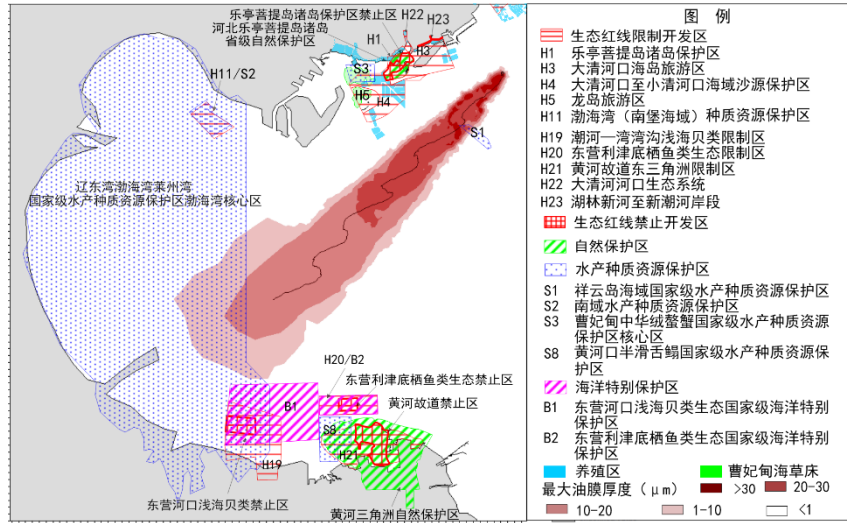 乐亭菩提岛诸岛保护区禁止区
H22
H23
河北乐亭菩提岛诸岛
省级自然保护区
H1
H3
S3
H5
H4
H11/S2
S1
辽东湾渤海湾莱州湾
国家级水产种质资源保护区渤海湾核心区
H20/B2
东营利津底栖鱼类生态禁止区
B1
黄河故道禁止区
S8
H21
H19
东营河口浅海贝类禁止区
黄河三角洲自然保护区
图 例
生态红线限制开发区
H1 乐亭菩提岛诸岛保护区
H3 大清河口海岛旅游区
H4 大清河口至小清河口海域沙源保护区
H5 龙岛旅游区
H11 渤海湾（南堡海域）种质资源保护区
H19 潮河—湾湾沟浅海贝类限制区
H20 东营利津底栖鱼类生态限制区
H21 黄河故道东三角洲限制区
H22 大清河河口生态系统
H23 湖林新河至新潮河岸段
生态红线禁止开发区
自然保护区
水产种质资源保护区
S1 祥云岛海域国家级水产种质资源保护区
S2 南域水产种质资源保护区
S3 曹妃甸中华绒螯蟹国家级水产种质资源
保护区核心区
S8 黄河口半滑舌鳎国家级水产种质资源保
护区
海洋特别保护区
B1 东营河口浅海贝类生态国家级海洋特别
保护区
B2 东营利津底栖鱼类生态国家级海洋特别
保护区
养殖区 曹妃甸海草床
最大油膜厚度（μm） >30 20-30
10-20 1-10 <1